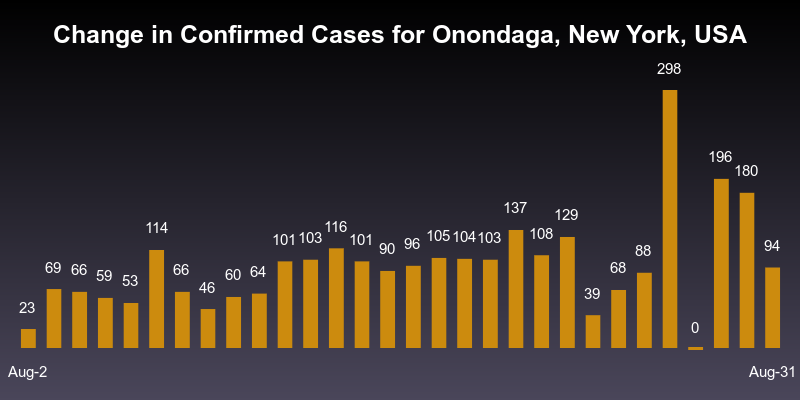 Change in Confirmed Cases for Onondaga, New York, USA
23 69 66 59 53 114 66 46 60 64 101 103 116 101 90 96 105 104 103 137 108 129 39 68 88 298 0 196 180 94
Aug-2 Aug-31